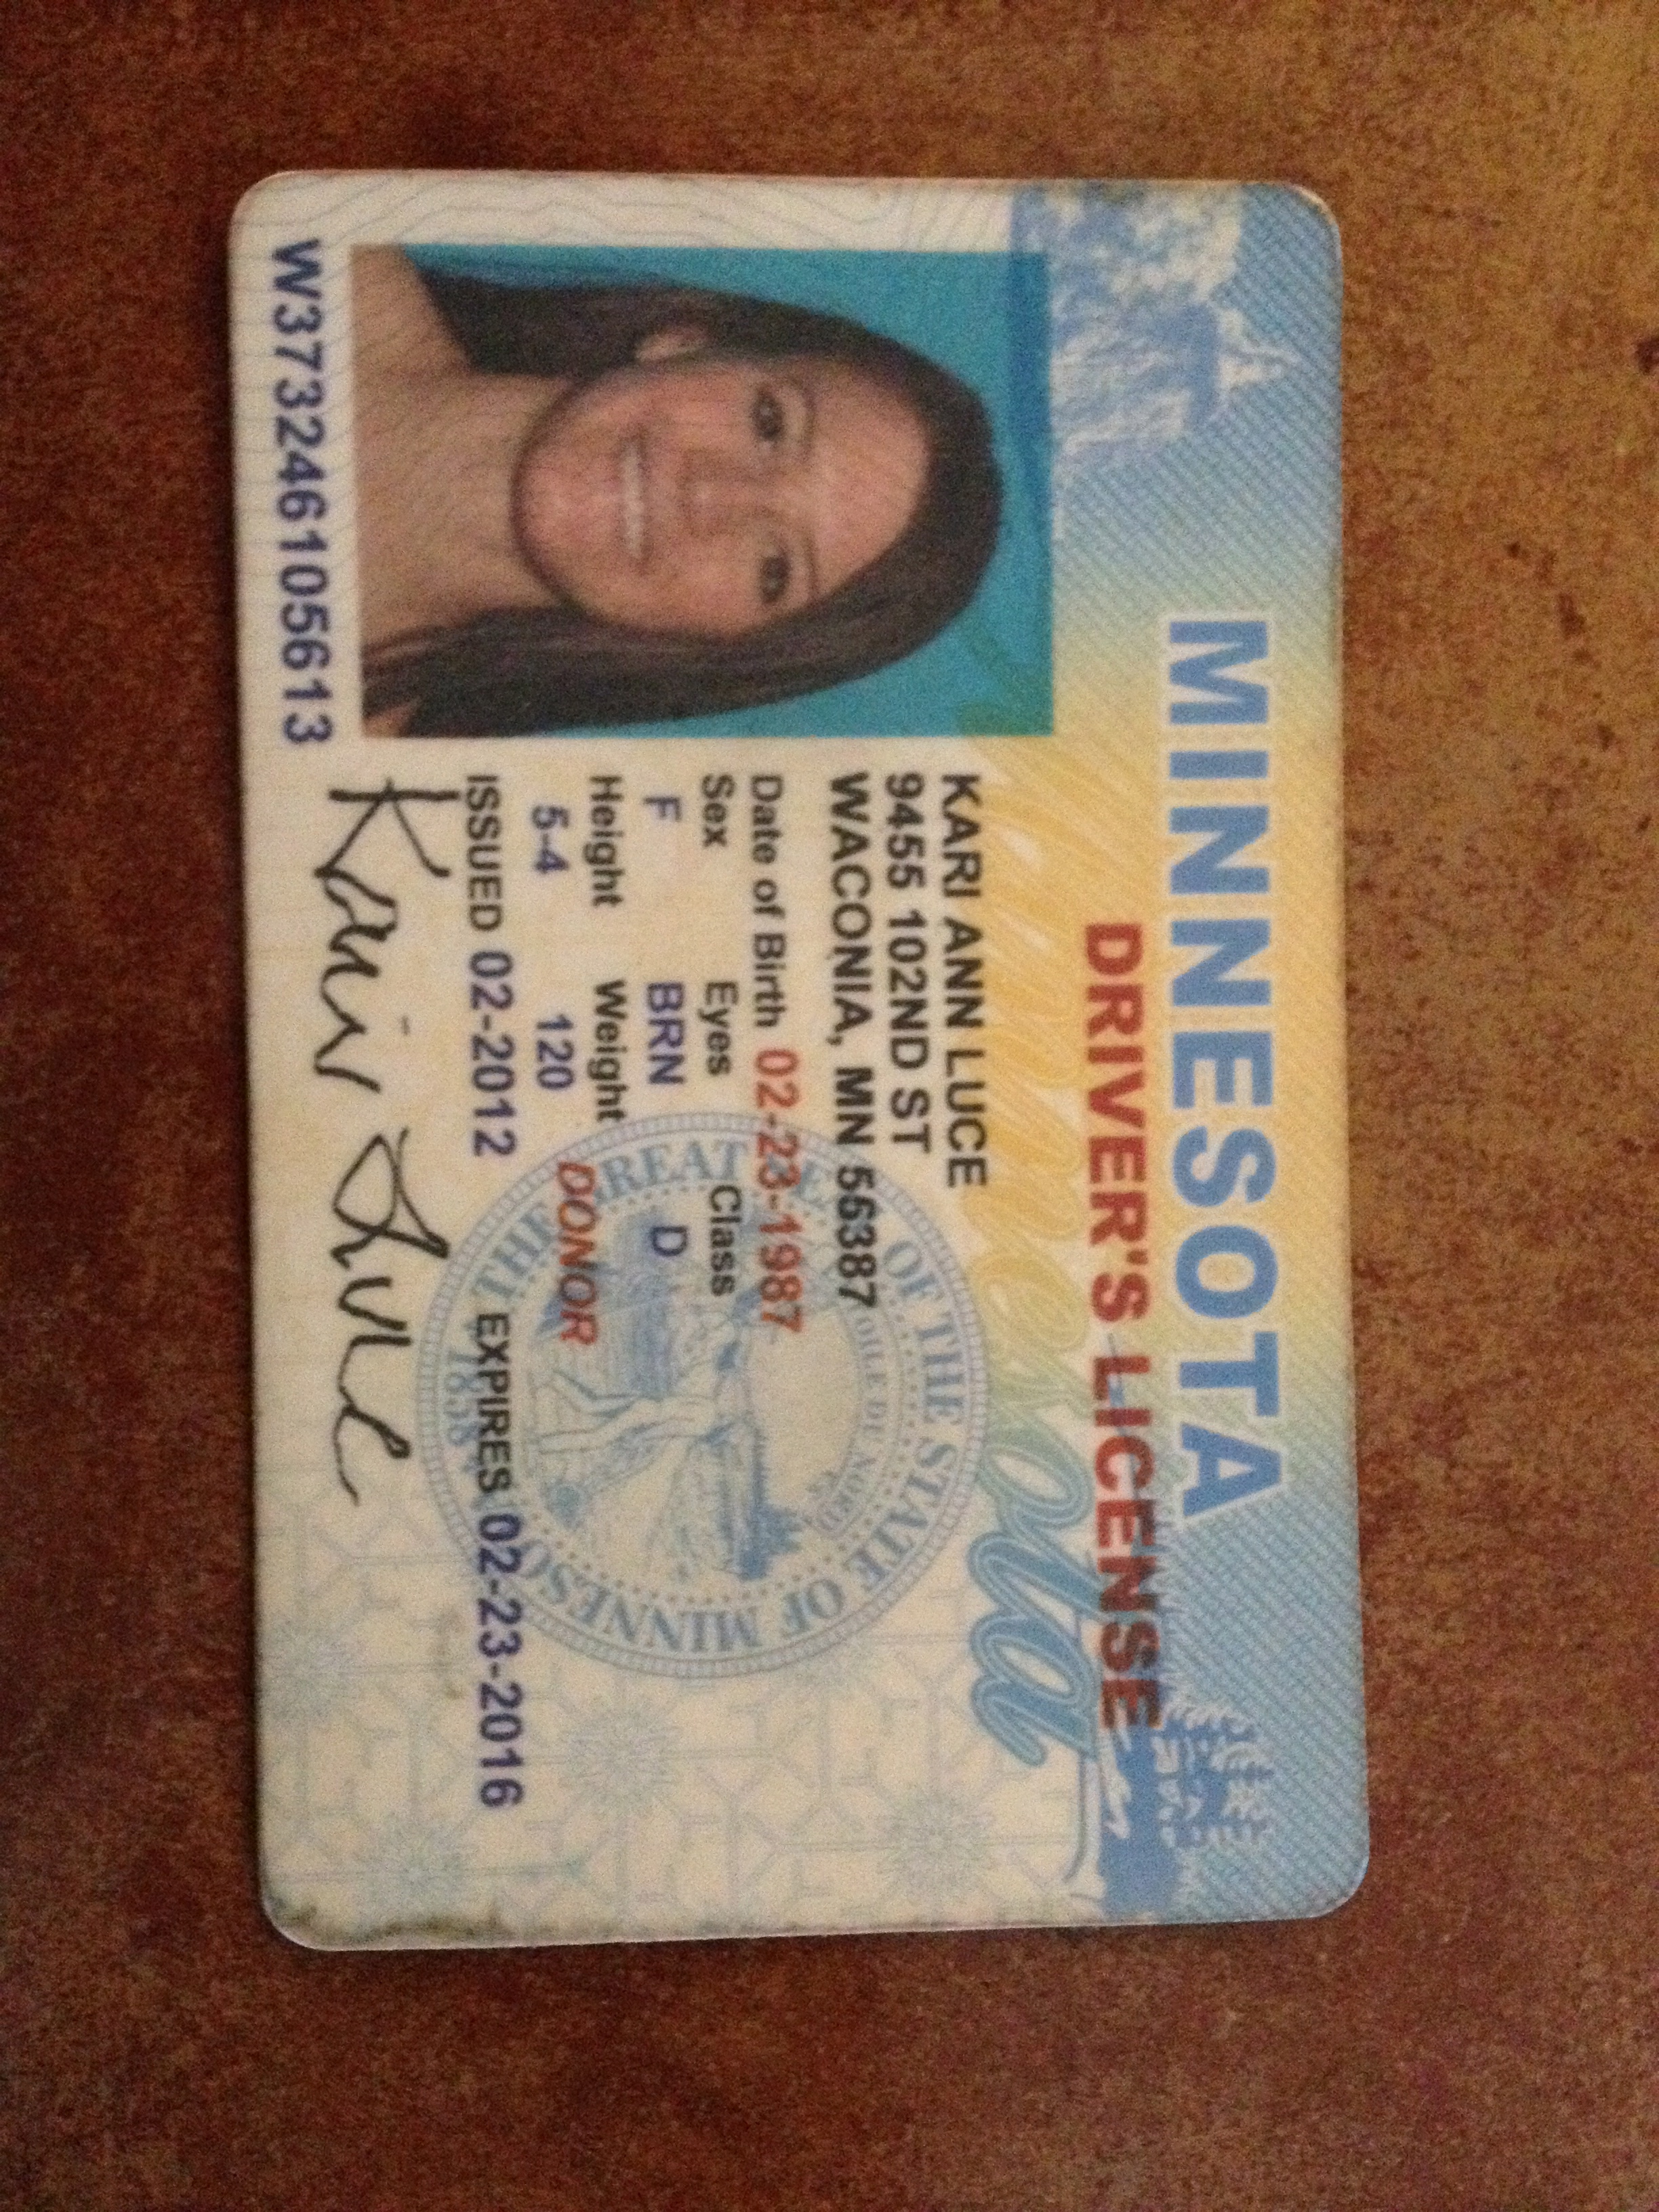 MINNESOTA
DRIVER'S LICENSE
KARI ANN LUCE
9455 102ND ST
WACONIA, MN 55387
Date of Birth 02-23-1987
Sex Eyes Class
F BRN D
Height Weight
5-4 120 DONOR
ISSUED 02-2012 EXPIRES 02-23-2016
W373246105613
Kari Luce
THE GREAT SEAL OF THE STATE OF MINNESOTA
1858